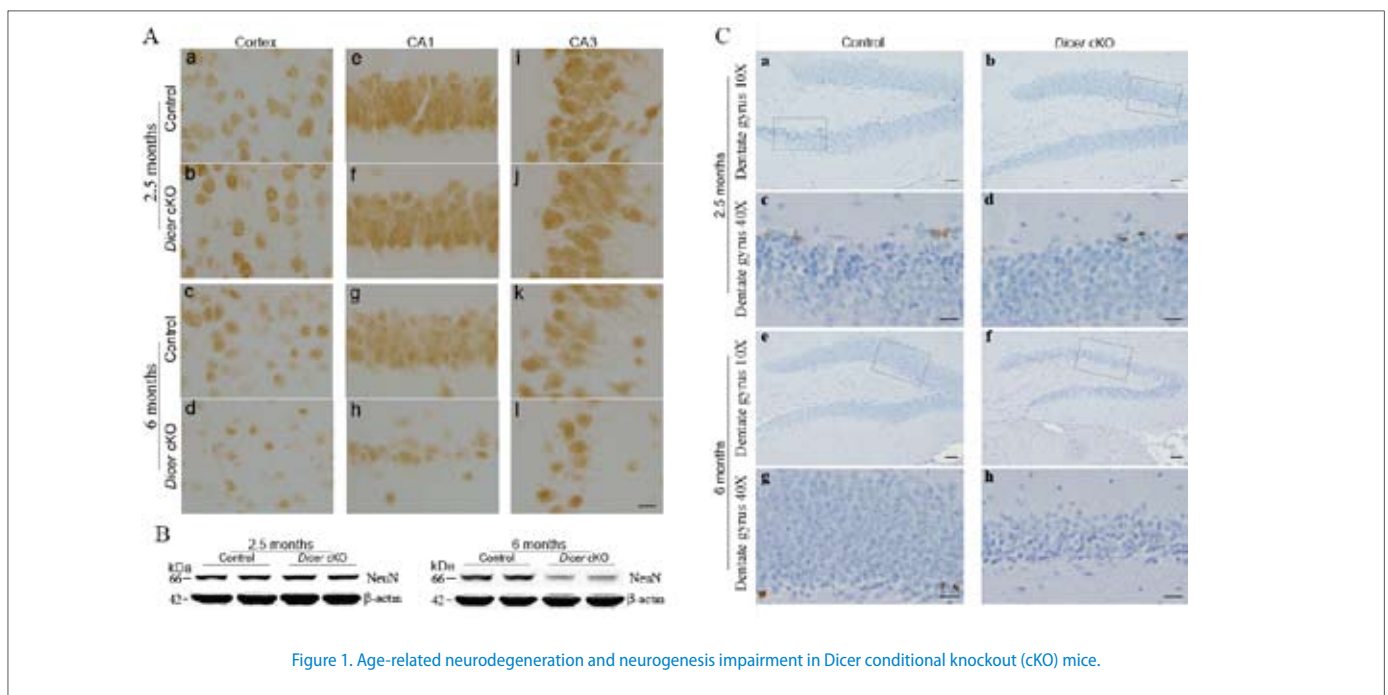 A
Cortex CA1 CA3
2.5 months
Control
Dicer cKO
6 months
Control
Dicer cKO
a e i
b f j
c g k
d h l
B
2.5 months
Control Dicer cKO
kDa
66 NeuN
42 β-actin
6 months
Control Dicer cKO
kDa
66 NeuN
42 β-actin
C
Control Dicer cKO
2.5 months
Dentate gyrus 10X
Dentate gyrus 40X
6 months
Dentate gyrus 10X
Dentate gyrus 40X
a b
c d
e f
g h
Figure 1. Age-related neurodegeneration and neurogenesis impairment in Dicer conditional knockout (cKO) mice.